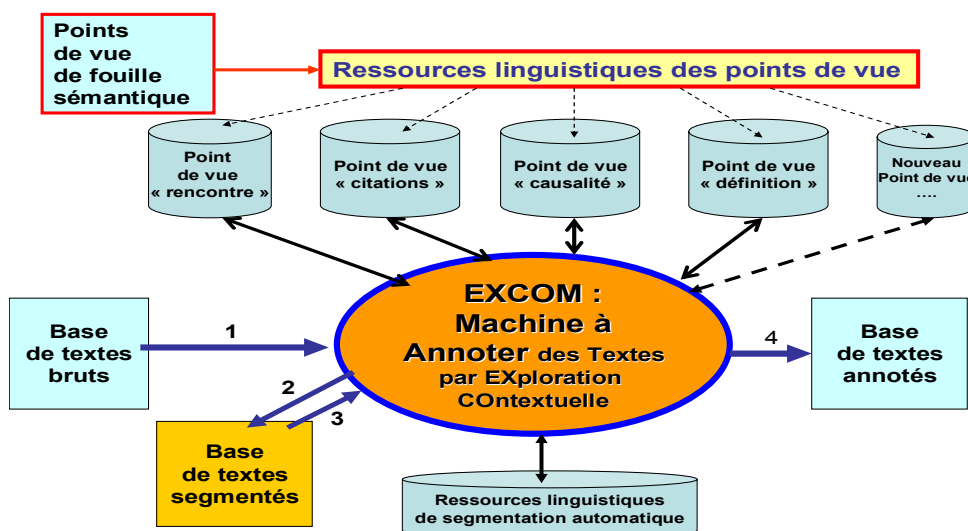 Points
de vue
de fouille
sémantique
Ressources linguistiques des points de vue
Point
de vue
« rencontre »
Point de vue
« citations »
Point de vue
« causalité »
Point de vue
« définition »
Nouveau
Point de vue
....
EXCOM :
Machine à
Annoter des Textes
par EXploration
COntextuelle
Base
de textes
bruts
1
2
3
4
Base
de textes
annotés
Base
de textes
segmentés
Ressources linguistiques
de segmentation automatique